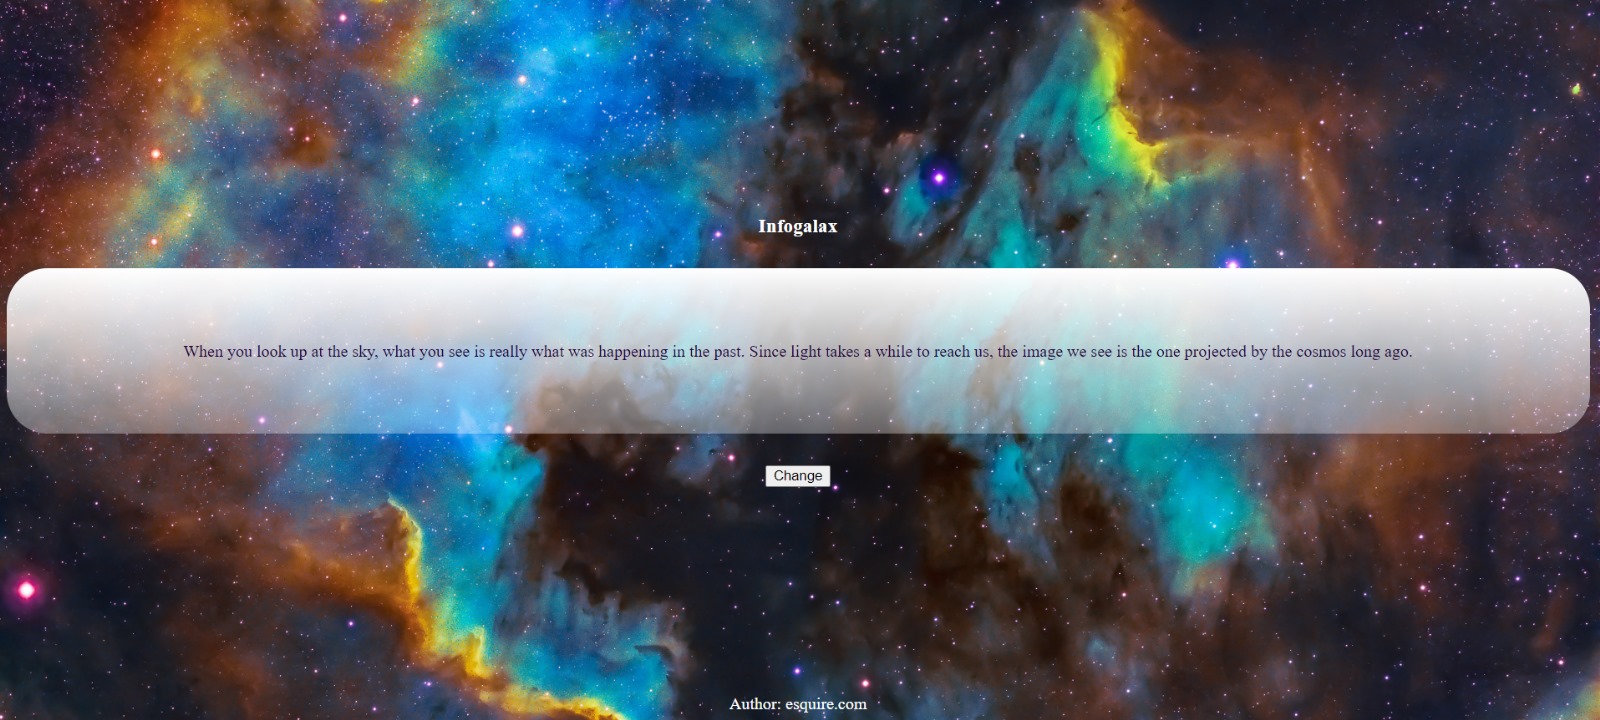 Infogalax
When you look up at the sky, what you see is really what was happening in the past. Since light takes a while to reach us, the image we see is the one projected by the cosmos long ago.
Change
Author: esquire.com